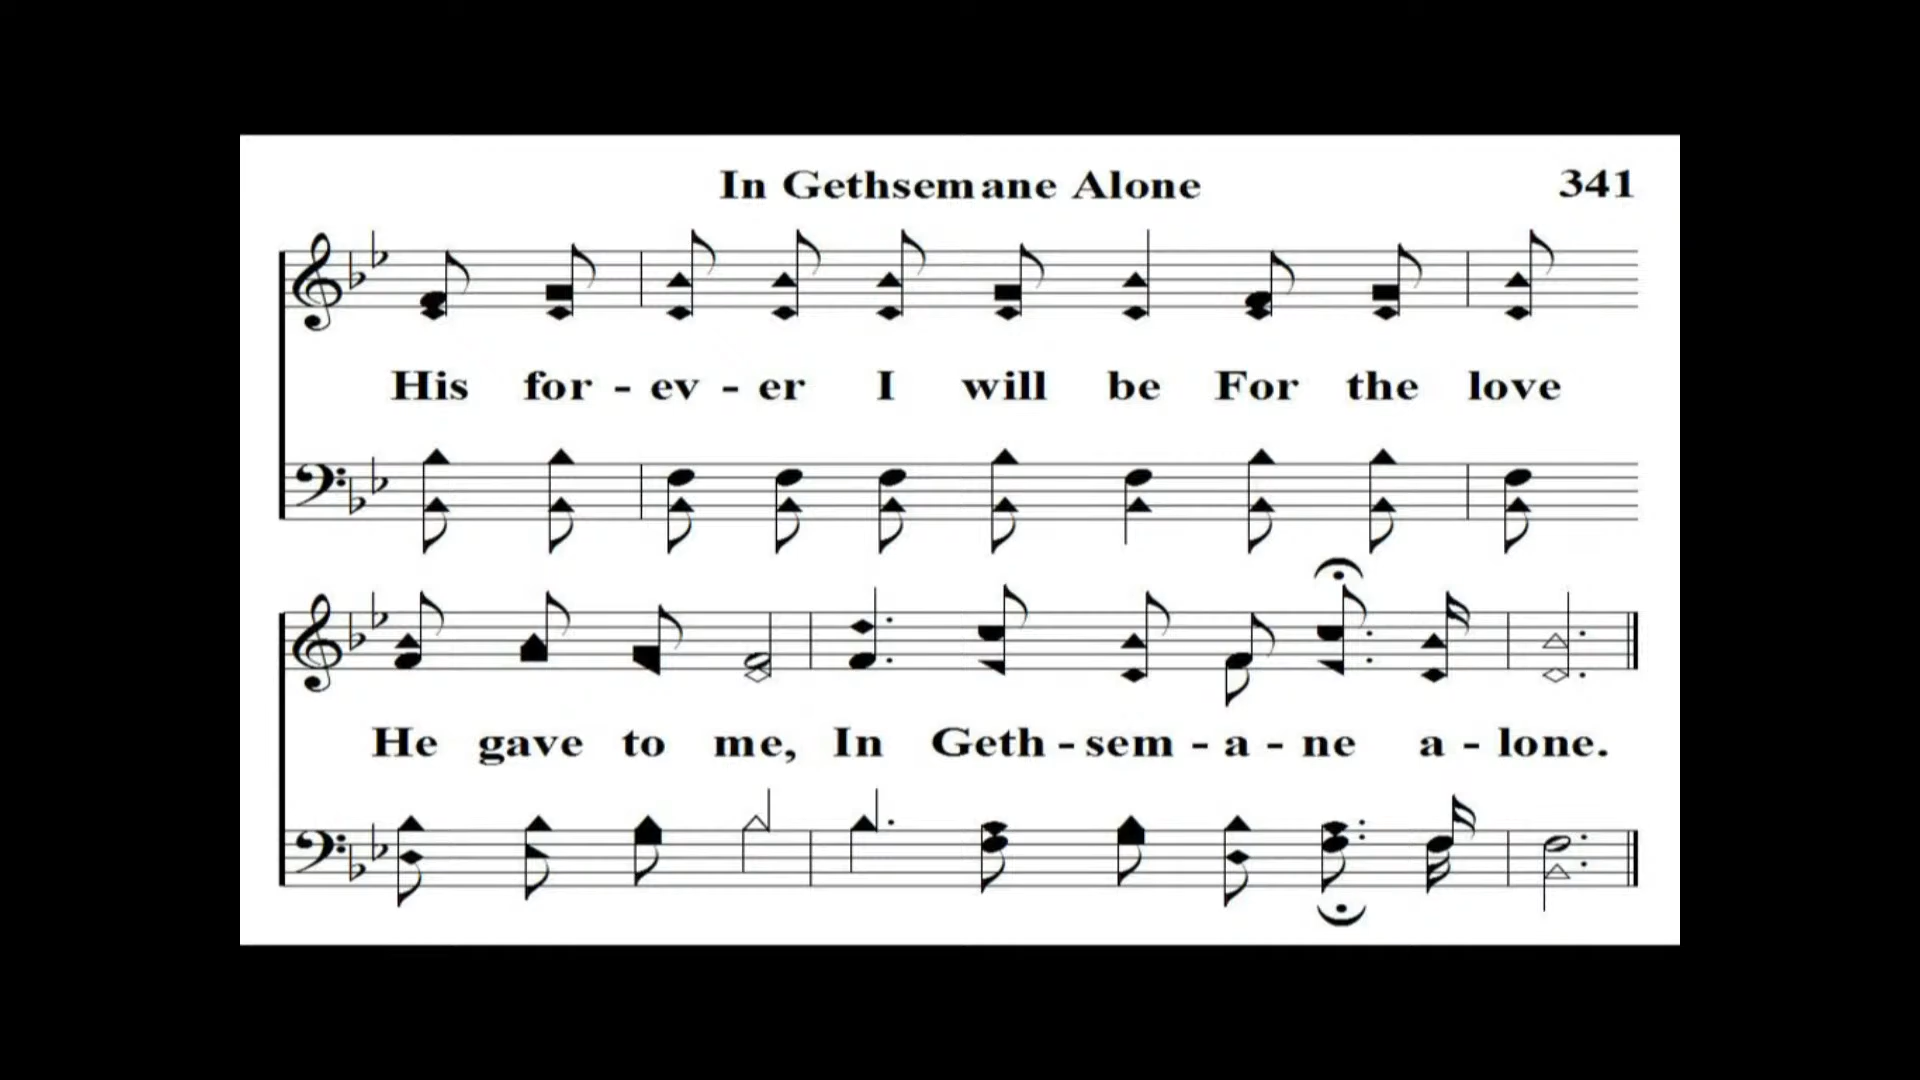 In Gethsemane Alone 341
His for - ev - er I will be For the love
He gave to me, In Geth - sem - a - ne a - lone.